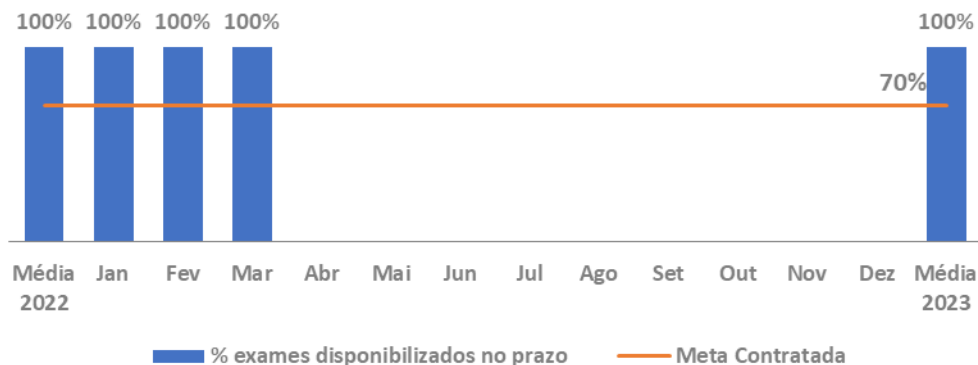 100% 100% 100% 100% 100%
70%
Média 2022 Jan Fev Mar Abr Mai Jun Jul Ago Set Out Nov Dez Média 2023
% exames disponibilizados no prazo Meta Contratada